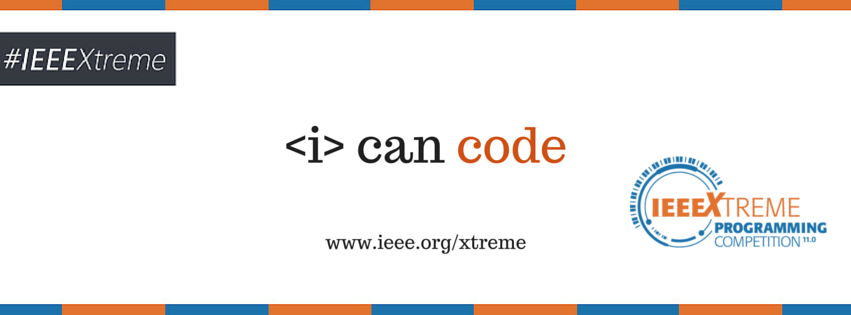 #IEEEXtreme
<i> can code
www.ieee.org/xtreme
IEEEXTREME
PROGRAMMING
COMPETITION 11.0